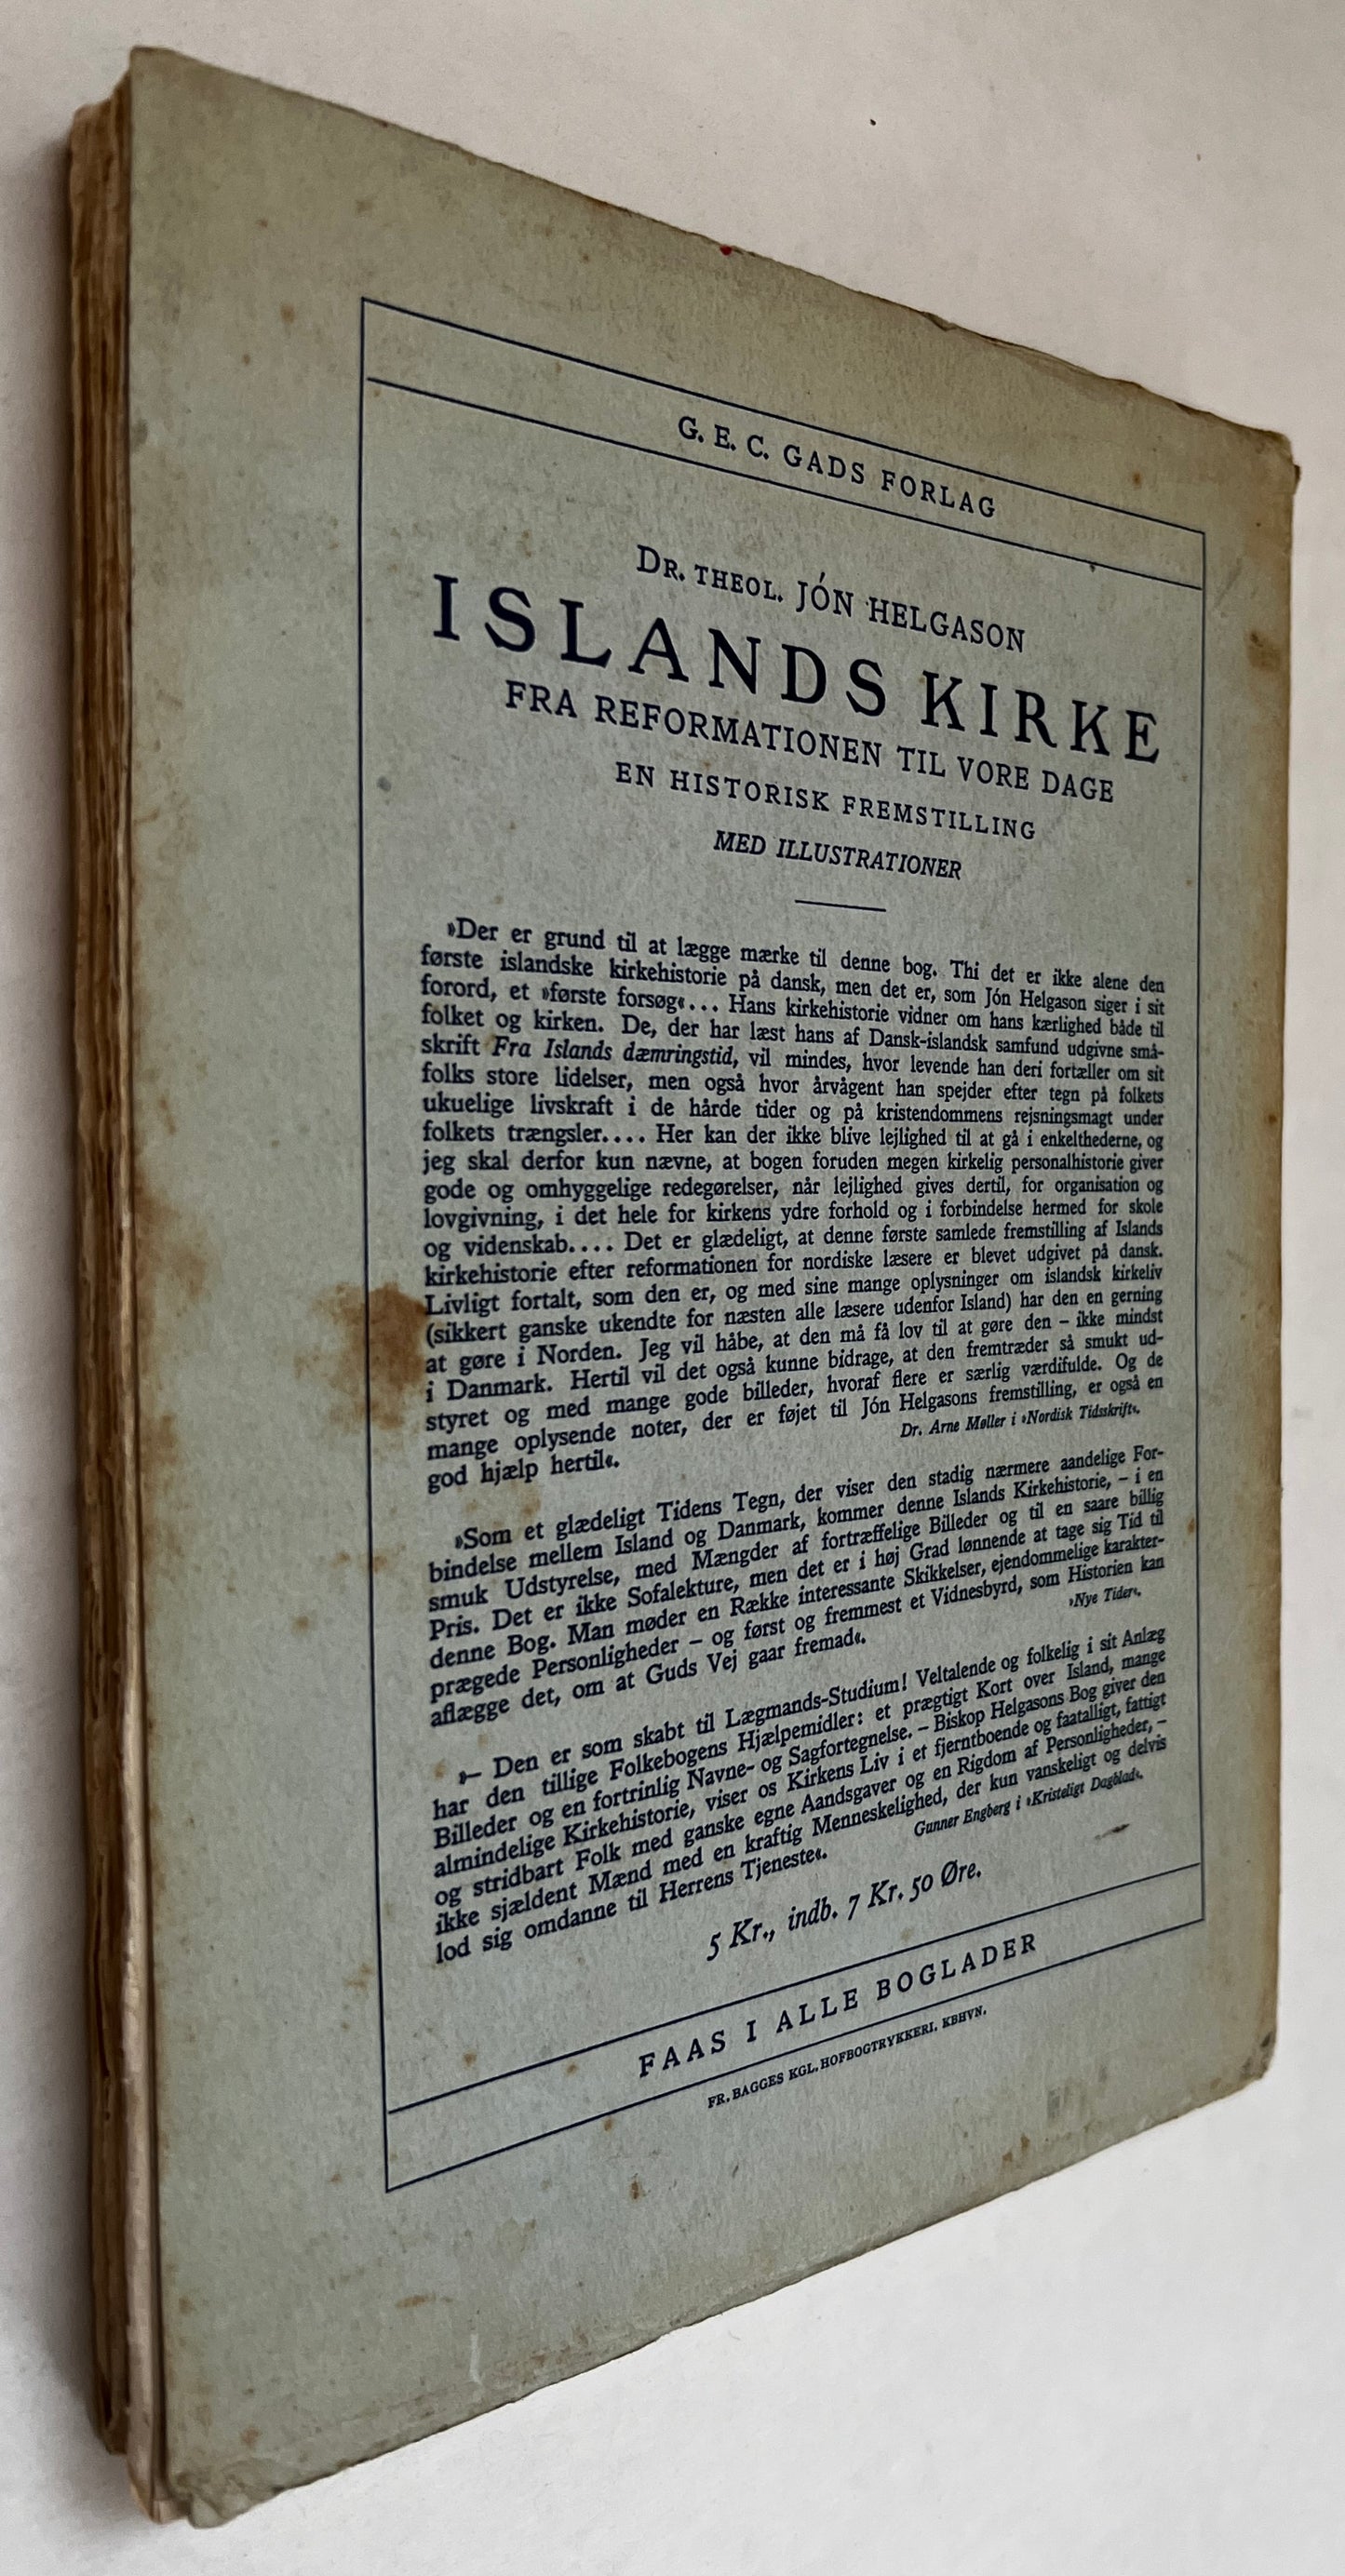 G. E. C. GADS FORLAG
DR. THEOL. JÓN HELGASON
ISLANDS KIRKE
FRA REFORMATIONEN TIL VORE DAGE
EN HISTORISK FREMSTILLING
MED ILLUSTRATIONER
»Der er grund til at lægge mærke til denne bog. Thi det er ikke alene den
første islandske kirkehistorie på dansk, men det er, som Jón Helgason siger i sit
forord, et »første forsøg«... Hans kirkehistorie vidner om hans kærlighed både til
folket og kirken. De, der har læst hans af Dansk-islandsk samfund udgivne små-
skrift Fra Islands dæmringstid, vil mindes, hvor levende han deri fortæller om sit
folks store lidelser, men også hvor årvågent han spejder efter tegn på folkets
ukuelige livskraft i de hårde tider og på kristendommens rejsningsmagt under
folkets trængsler.... Her kan der ikke blive lejlighed til at gå i enkelthederne, og
jeg skal derfor kun nævne, at bogen foruden megen kirkelig personalhistorie giver
gode og omhyggelige redegørelser, når lejlighed gives dertil, for organisation og
lovgivning, i det hele for kirkens ydre forhold og i forbindelse hermed for skole
og videnskab.... Det er glædeligt, at denne første samlede fremstilling af Islands
kirkehistorie efter reformationen for nordiske læsere er blevet udgivet på dansk.
Livligt fortalt, som den er, og med sine mange oplysninger om islandsk kirkeliv
(sikkert ganske ukendte for næsten alle læsere udenfor Island) har den en gerning
at gøre i Norden. Jeg vil håbe, at den må få lov til at gøre den – ikke mindst
i Danmark. Hertil vil det også kunne bidrage, at den fremtræder så smukt ud-
styret og med mange gode billeder, hvoraf flere er særlig værdifulde. Og de
mange oplysende noter, der er føjet til Jón Helgasons fremstilling, er også en
god hjælp hertil«.
Dr. Arne Møller i »Nordisk Tidsskrift«.
»Som et glædeligt Tidens Tegn, der viser den stadig nærmere aandelige For-
bindelse mellem Island og Danmark, kommer denne Islands Kirkehistorie, – i en
smuk Udstyrelse, med Mængder af fortræffelige Billeder og til en saare billig
Pris. Det er ikke Sofalekture, men det er i høj Grad lønnende at tage sig Tid til
denne Bog. Man møder en Række interessante Skikkelser, ejendommelige karakter-
prægede Personligheder – og først og fremmest et Vidnesbyrd, som Historien kan
aflægge det, om at Guds Vej gaar fremad«.
»Nye Tider«.
»– Den er som skabt til Lægmands-Studium! Veltalende og folkelig i sit Anlæg
har den tillige Folkebogens Hjælpemidler: et prægtigt Kort over Island, mange
Billeder og en fortrinlig Navne- og Sagfortegnelse. – Biskop Helgasons Bog giver den
almindelige Kirkehistorie, viser os Kirkens Liv i et fjerntboende og faatalligt, fattigt
og stridbart Folk med ganske egne Aandsgaver og en Rigdom af Personligheder, –
ikke sjældent Mænd med en kraftig Menneskelighed, der kun vanskeligt og delvis
lod sig omdanne til Herrens Tjeneste«.
Gunner Engberg i »Kristeligt Dagblad«.
5 Kr., indb. 7 Kr. 50 Øre.
FAAS I ALLE BOGLADER
FR. BAGGES KGL. HOFBOGTRYKKERI. KBHVN.